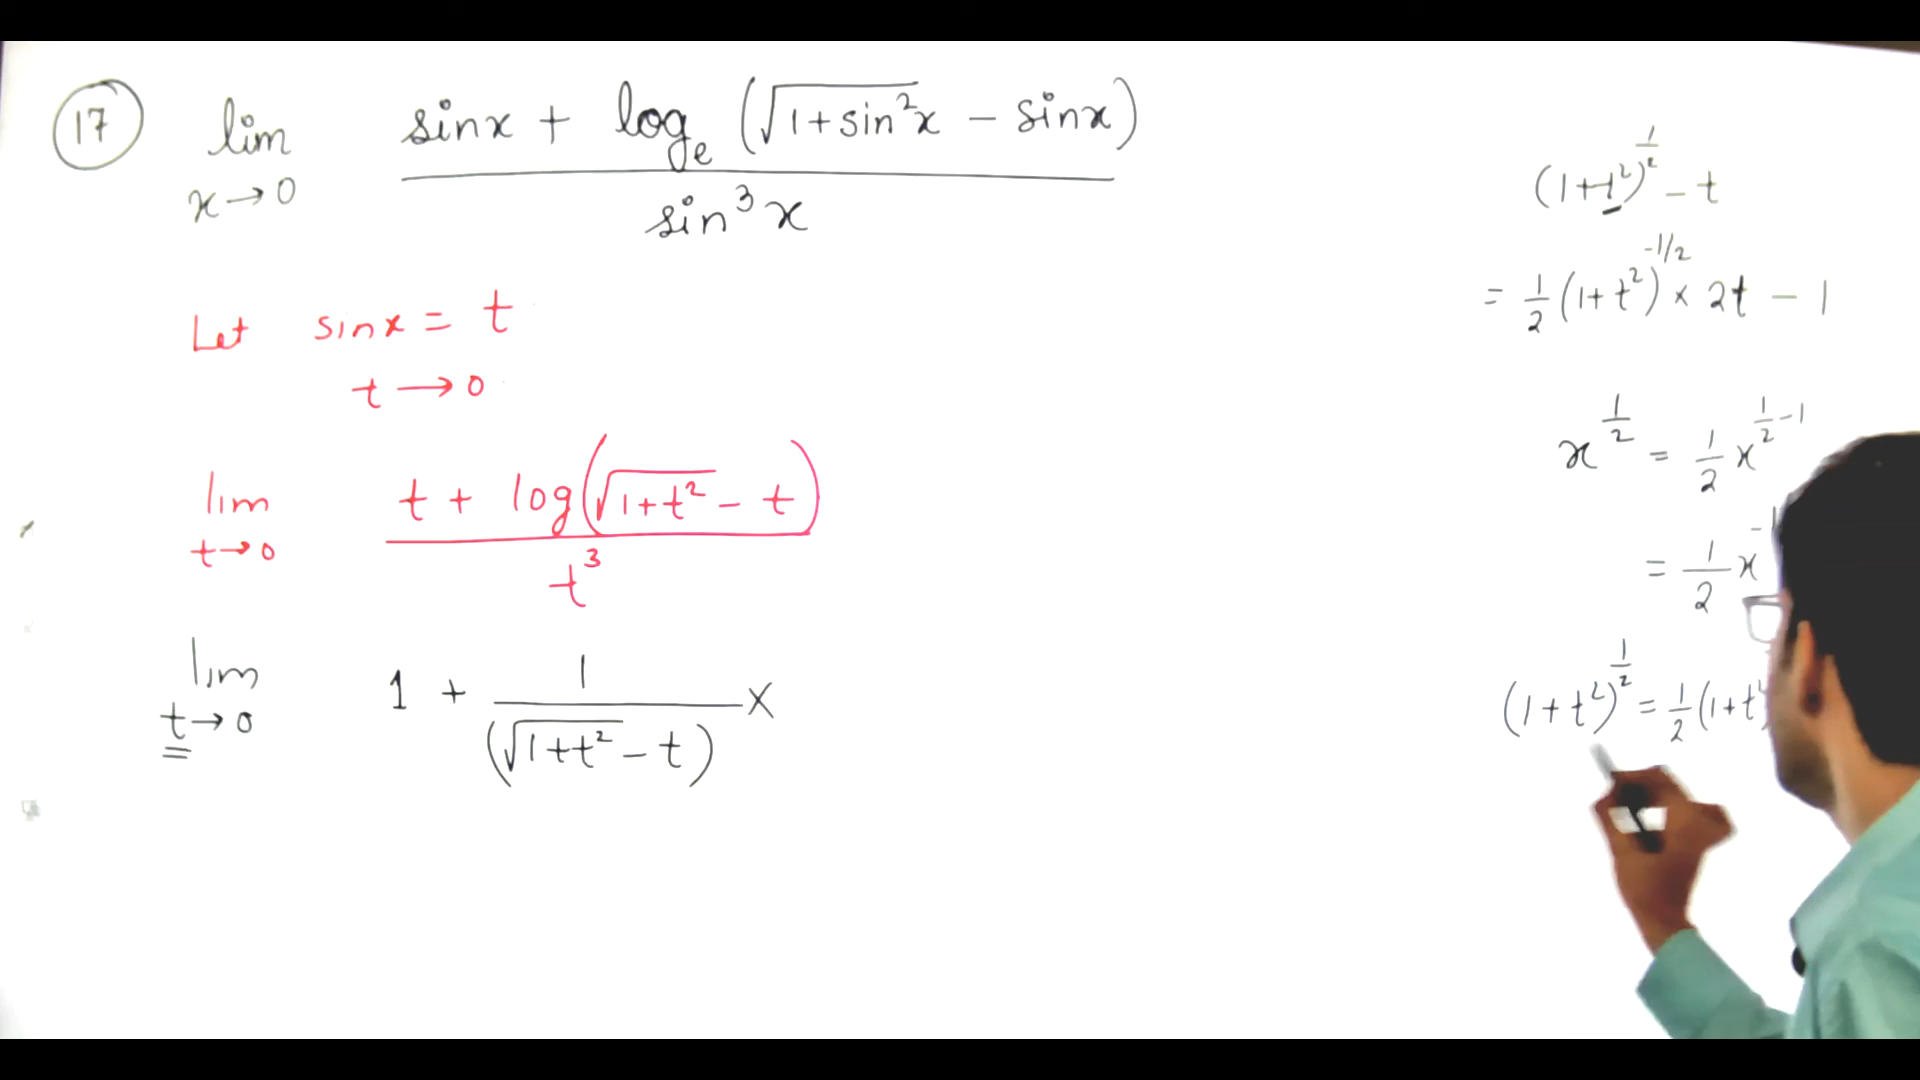 17
lim x→0 (sinx + logₑ (√(1+sin²x) − sinx)) / sin³x
Let sinx = t
t → 0
lim t→0 (t + log(√(1+t²) − t)) / t³
lim t→0 1 + 1/(√(1+t²) − t) ×
(1+t²)^(1/2) − t
= 1/2 (1+t²)^(-1/2) × 2t − 1
x^(1/2) = 1/2 x^(1/2 −1)
= 1/2 x
(1+t²)^(1/2) = 1/2 (1+t